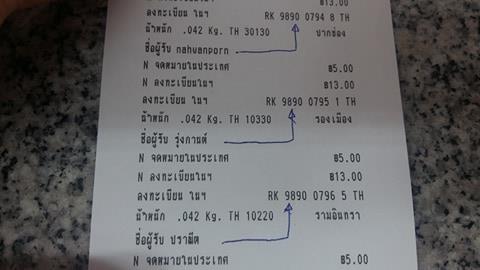 ฿13.00
ลงทะเบียน ในฯ RK 9890 0794 8 TH
น้ำหนัก .042 Kg. TH 30130 ปากช่อง
ชื่อผู้รับ nahuanporn
N จดหมายในประเทศ ฿5.00
N ลงทะเบียน ในฯ ฿13.00
ลงทะเบียน ในฯ RK 9890 0795 1 TH
น้ำหนัก .042 Kg. TH 10330 รองเมือง
ชื่อผู้รับ รุ่งกานต์
N จดหมายในประเทศ ฿5.00
N ลงทะเบียน ในฯ ฿13.00
ลงทะเบียน ในฯ RK 9890 0796 5 TH
น้ำหนัก .042 Kg. TH 10220 รามอินทรา
ชื่อผู้รับ ปรามีต
N จดหมายในประเทศ ฿5.00